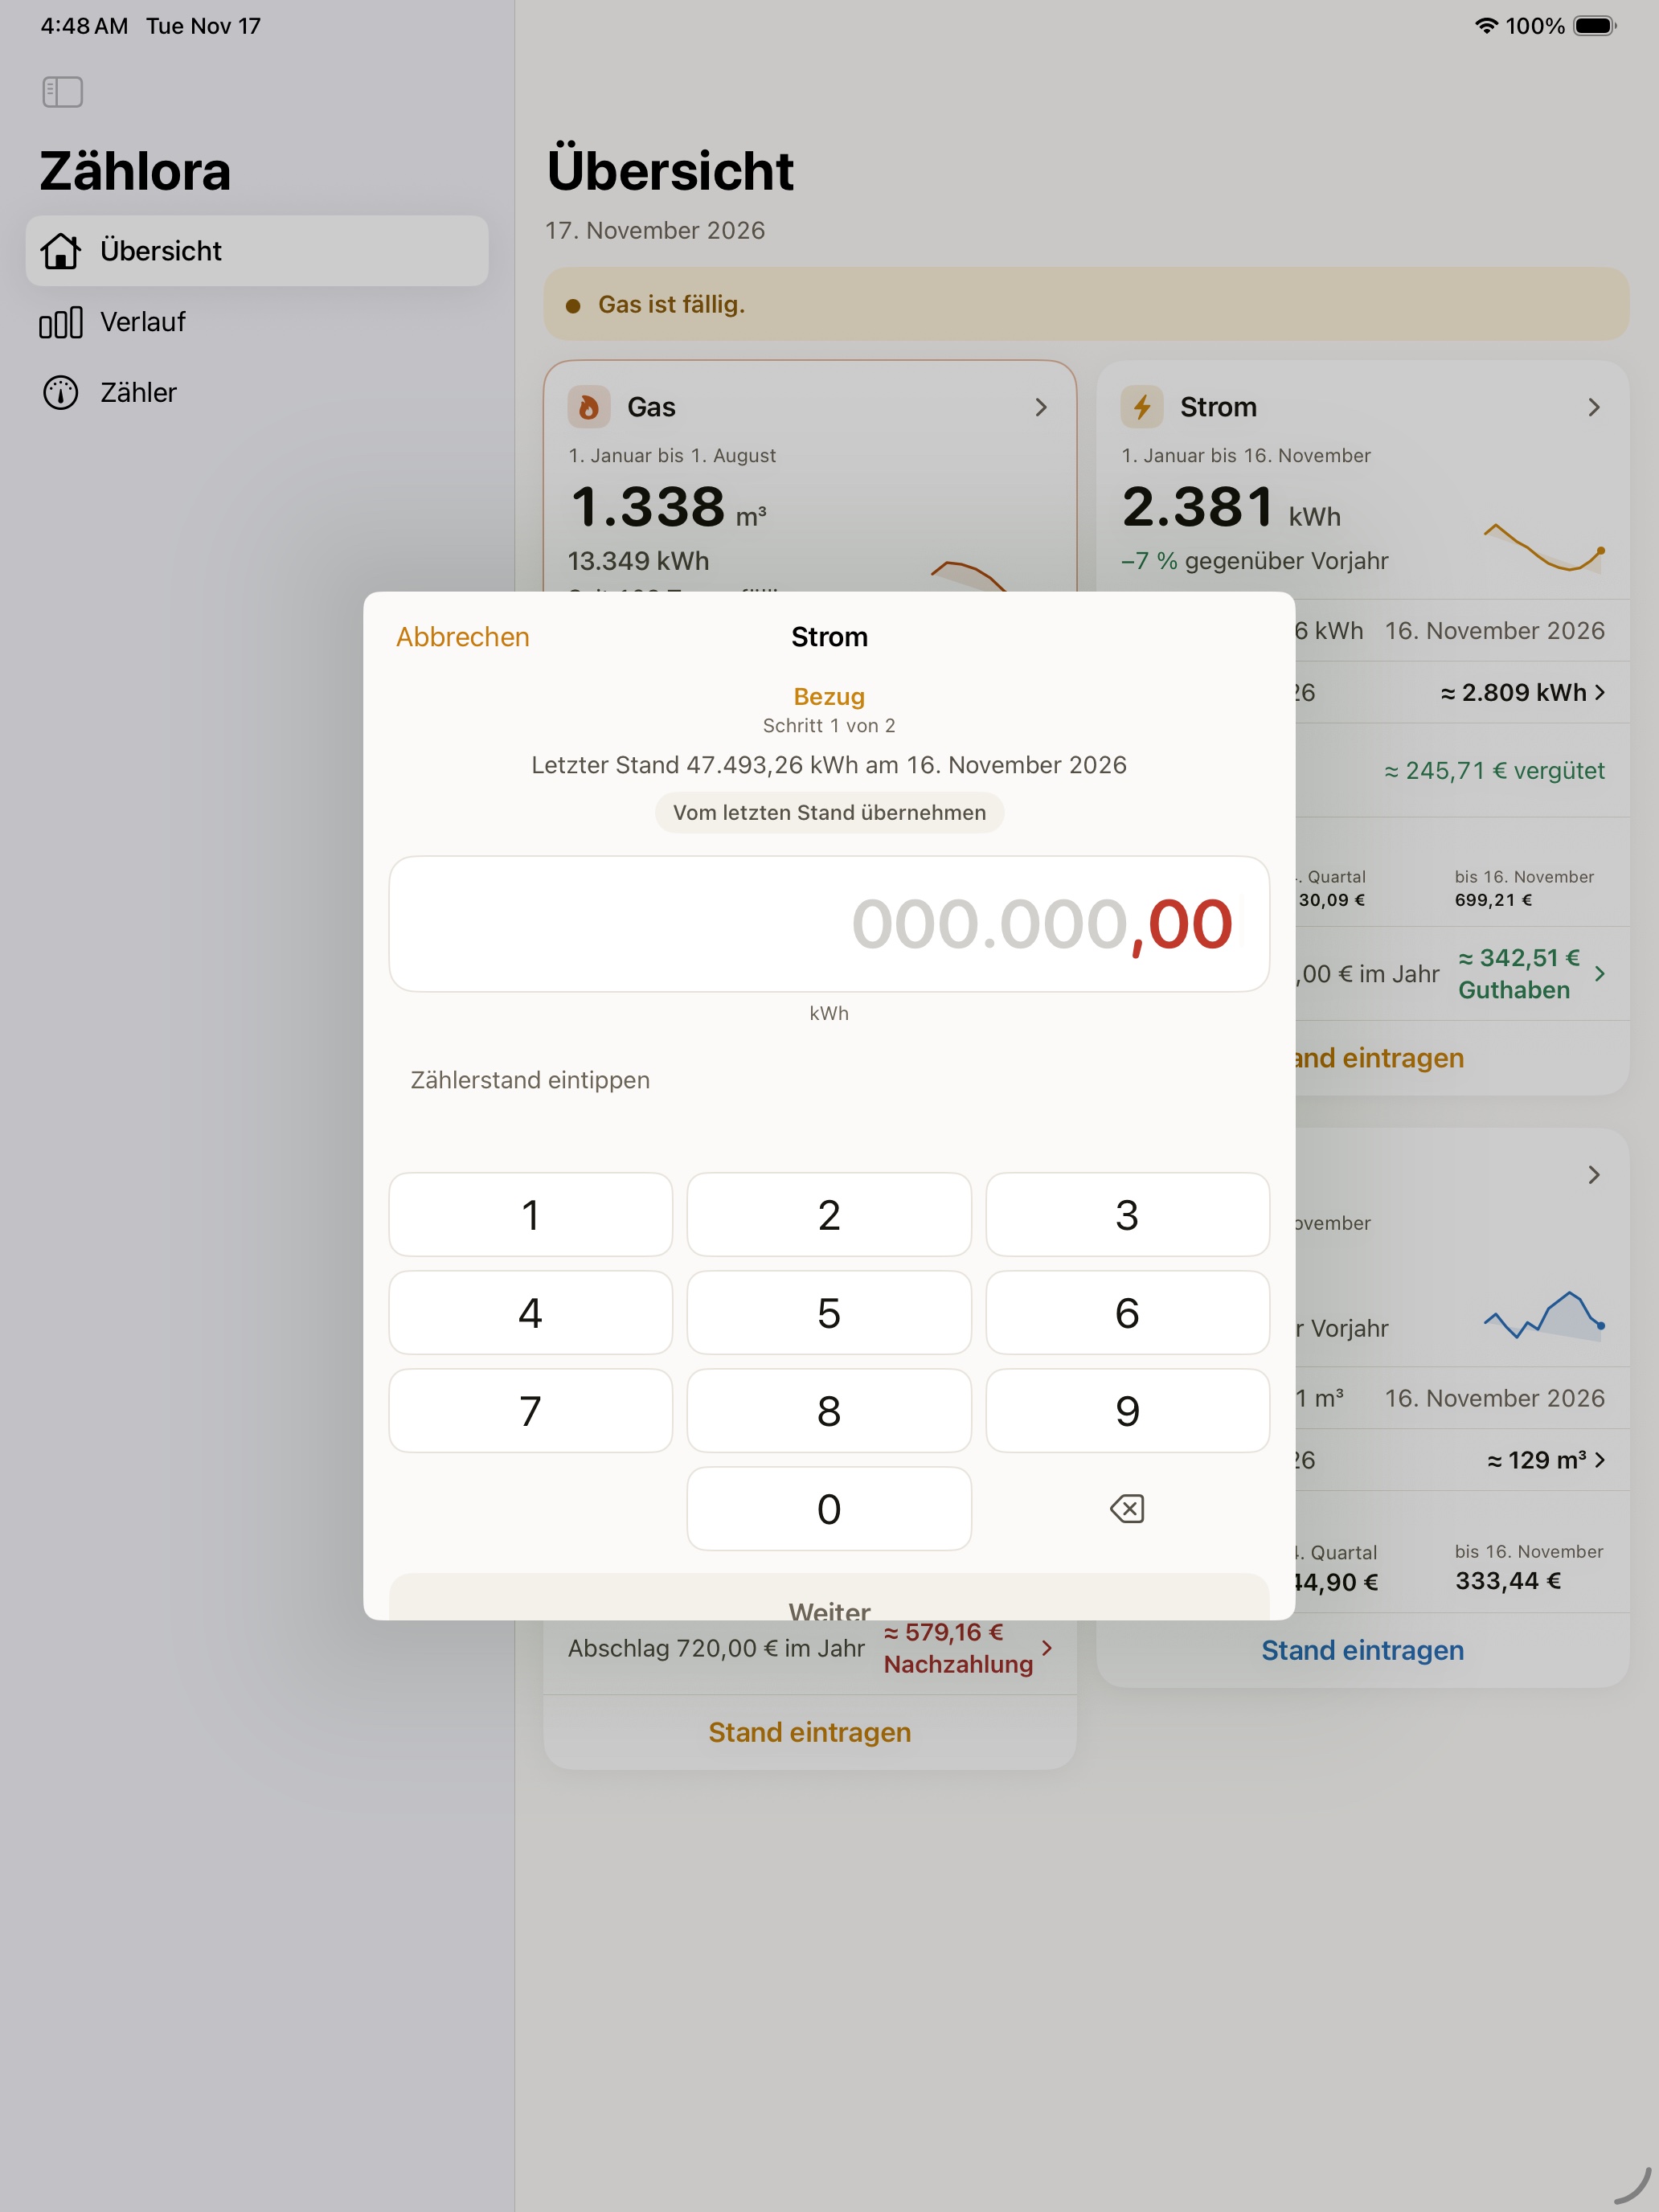 4:48 AM Tue Nov 17
100%
Zählora
Übersicht
Verlauf
Zähler
Übersicht
17. November 2026
Gas ist fällig.
Gas
1. Januar bis 1. August
1.338 m³
13.349 kWh
Strom
1. Januar bis 16. November
2.381 kWh
–7 % gegenüber Vorjahr
6 kWh 16. November 2026
26 ≈ 2.809 kWh
≈ 245,71 € vergütet
. Quartal bis 16. November
30,09 € 699,21 €
,00 € im Jahr ≈ 342,51 €
Guthaben
and eintragen
Abbrechen
Strom
Bezug
Schritt 1 von 2
Letzter Stand 47.493,26 kWh am 16. November 2026
Vom letzten Stand übernehmen
000.000,00
kWh
Zählerstand eintippen
1
2
3
4
5
6
7
8
9
0
Weiter
ovember
r Vorjahr
1 m³ 16. November 2026
26 ≈ 129 m³
. Quartal bis 16. November
44,90 € 333,44 €
Stand eintragen
Abschlag 720,00 € im Jahr ≈ 579,16 €
Nachzahlung
Stand eintragen